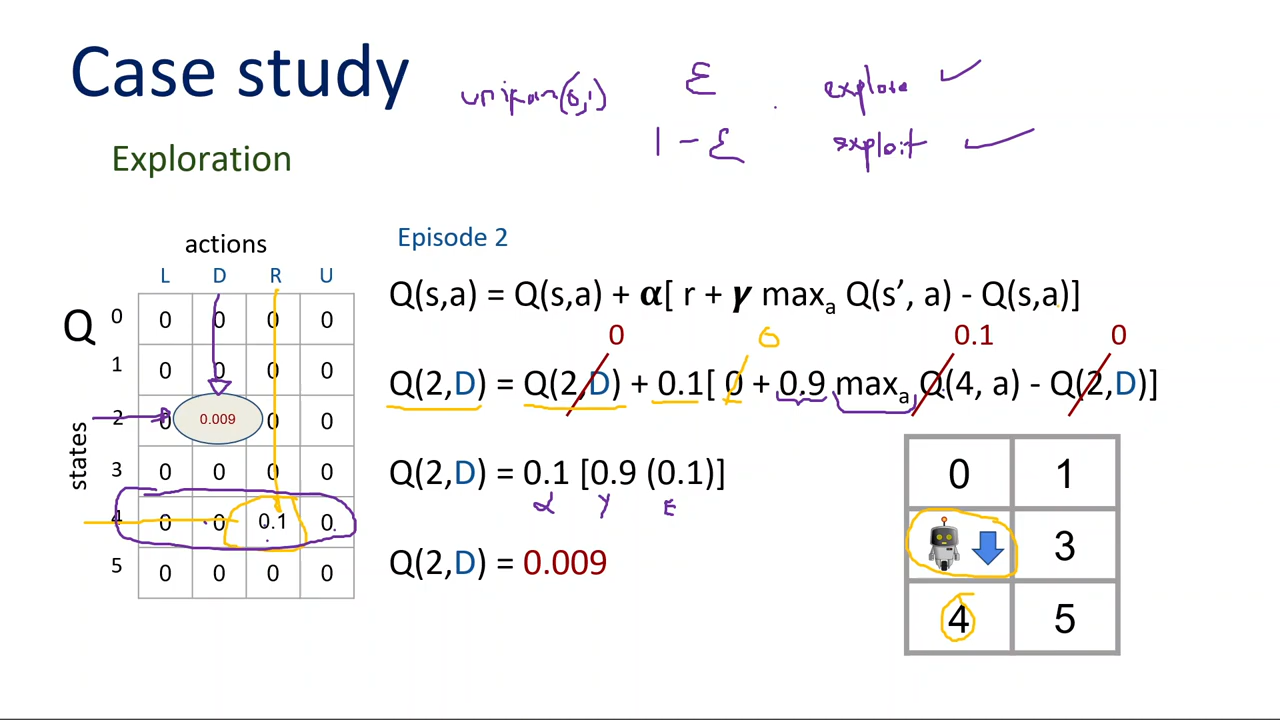 Case study
uniform(0,1)
ε
explore
1 - ε
exploit
Exploration
actions
L D R U
Q
states
0 0 0 0 0
1 0 0 0 0
2 0 0.009 0 0
3 0 0 0 0
4 0 0 0.1 0
5 0 0 0 0
Episode 2
Q(s,a) = Q(s,a) + α[ r + γ maxₐ Q(s’, a) - Q(s,a)]
0 0 0.1 0
Q(2,D) = Q(2,D) + 0.1[ 0 + 0.9 maxₐ Q(4, a) - Q(2,D)]
Q(2,D) = 0.1 [0.9 (0.1)]
α γ E
Q(2,D) = 0.009
0 1
3
4 5